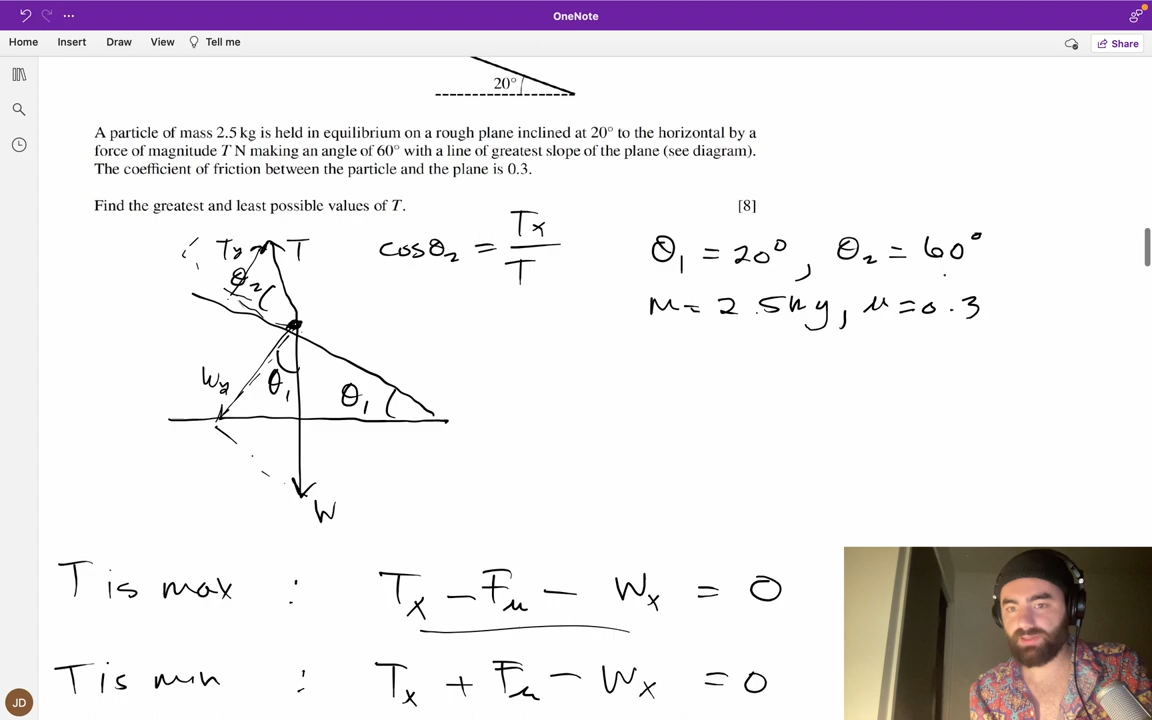 OneNote
Home Insert Draw View Tell me Share
20°
A particle of mass 2.5 kg is held in equilibrium on a rough plane inclined at 20° to the horizontal by a
force of magnitude T N making an angle of 60° with a line of greatest slope of the plane (see diagram).
The coefficient of friction between the particle and the plane is 0.3.
Find the greatest and least possible values of T. [8]
Ty T
θ₂
cosθ₂ = Tx / T
θ₁ = 20°, θ₂ = 60°
M = 2.5kg, μ = 0.3
Wy
θ₁
θ₁
W
T is max : Tx - Fμ - Wx = 0
T is min : Tx + Fμ - Wx = 0
JD